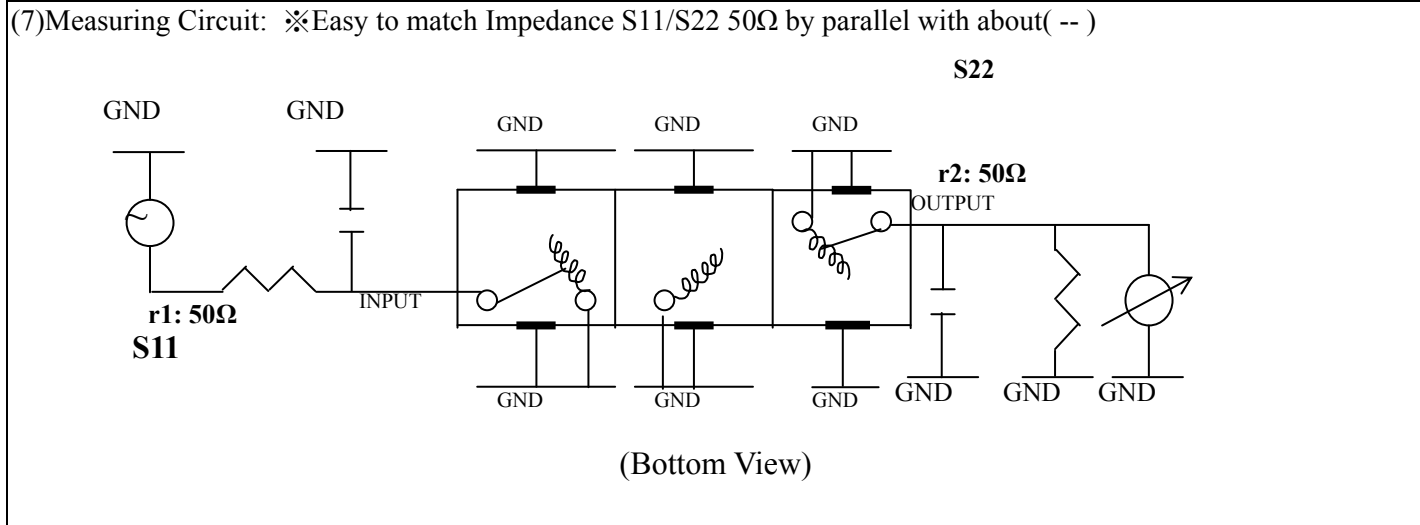 (7)Measuring Circuit: ※Easy to match Impedance S11/S22 50Ω by parallel with about( -- )
S22
GND GND GND GND GND
r2: 50Ω
OUTPUT
INPUT
r1: 50Ω
S11
GND GND GND GND GND GND
(Bottom View)